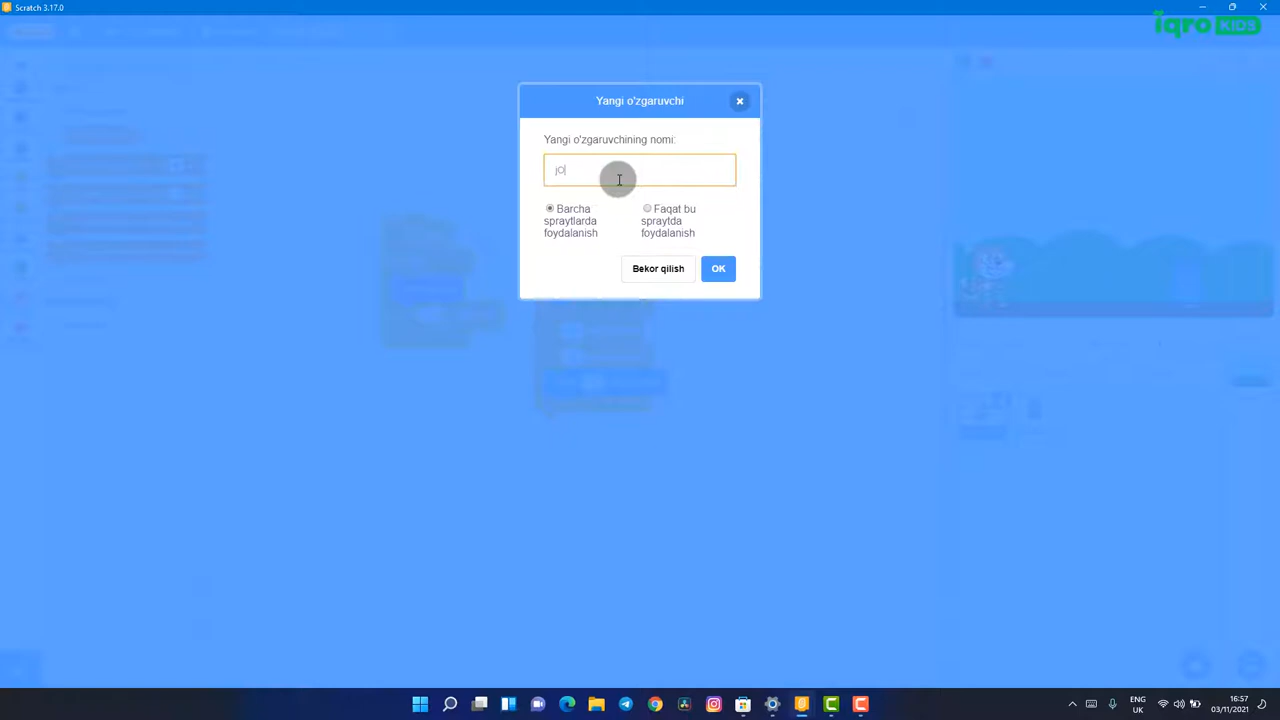 Scratch 3.17.0
iqro KIDS
Yangi o'zgaruvchi
Yangi o'zgaruvchining nomi:
jO
Barcha
spraytlarda
foydalanish
Faqat bu
spraytda
foydalanish
Bekor qilish
OK
ENG
UK
16:57
03/11/2021